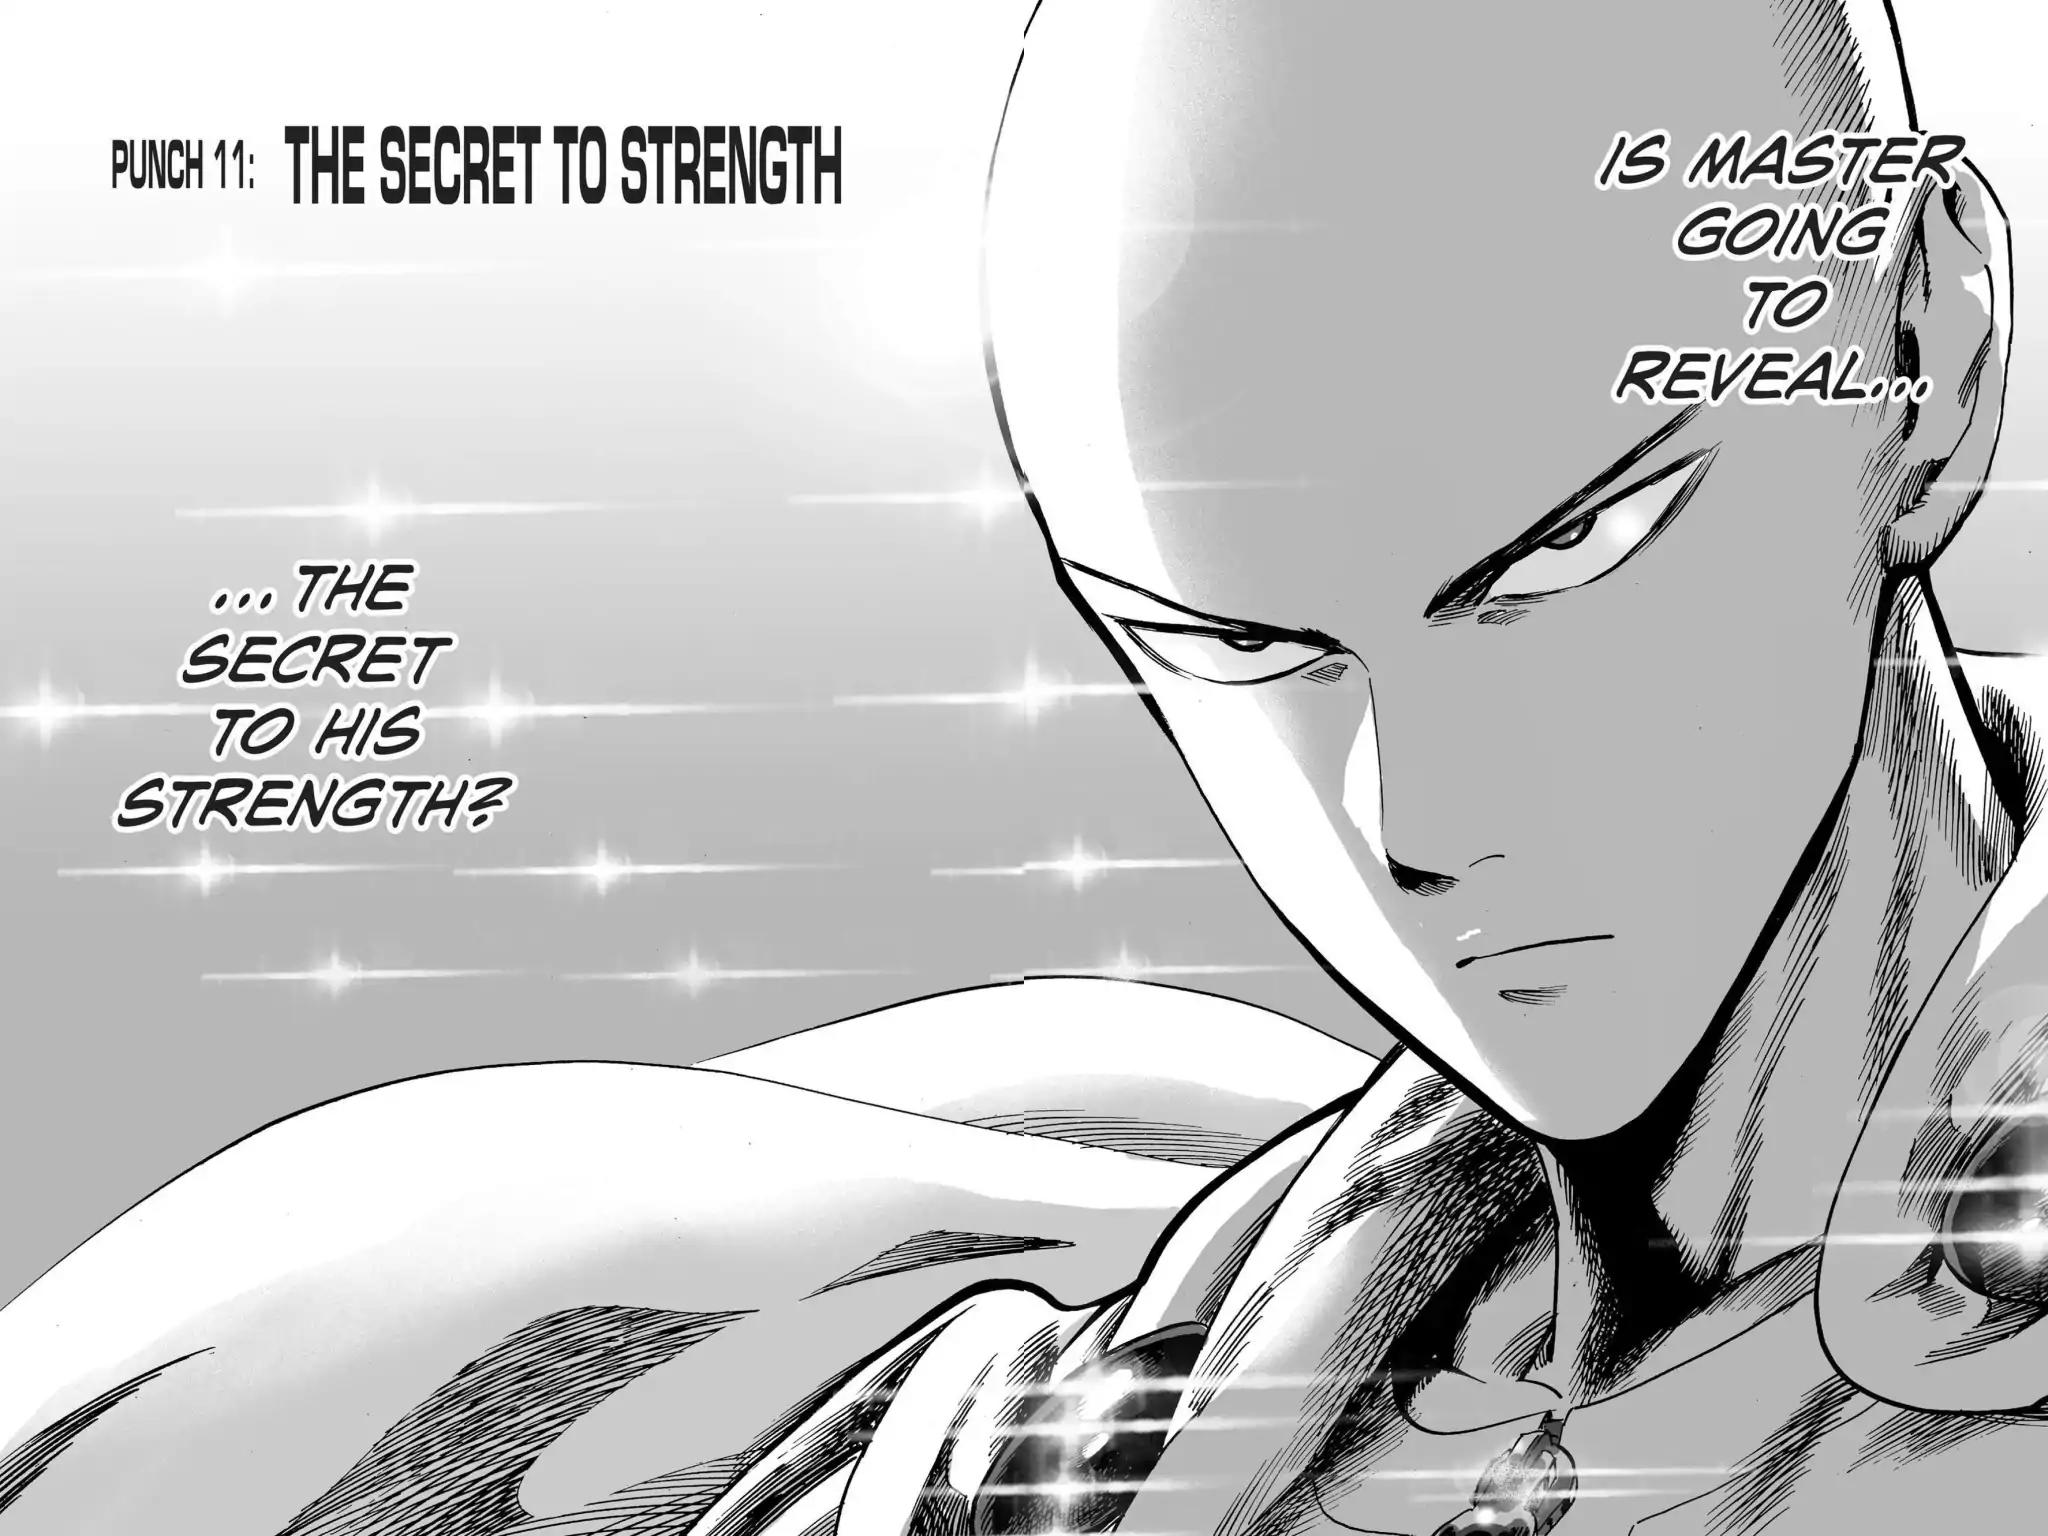 PUNCH 11: THE SECRET TO STRENGTH
IS MASTER
GOING
TO
REVEAL...
...THE
SECRET
TO HIS
STRENGTH?